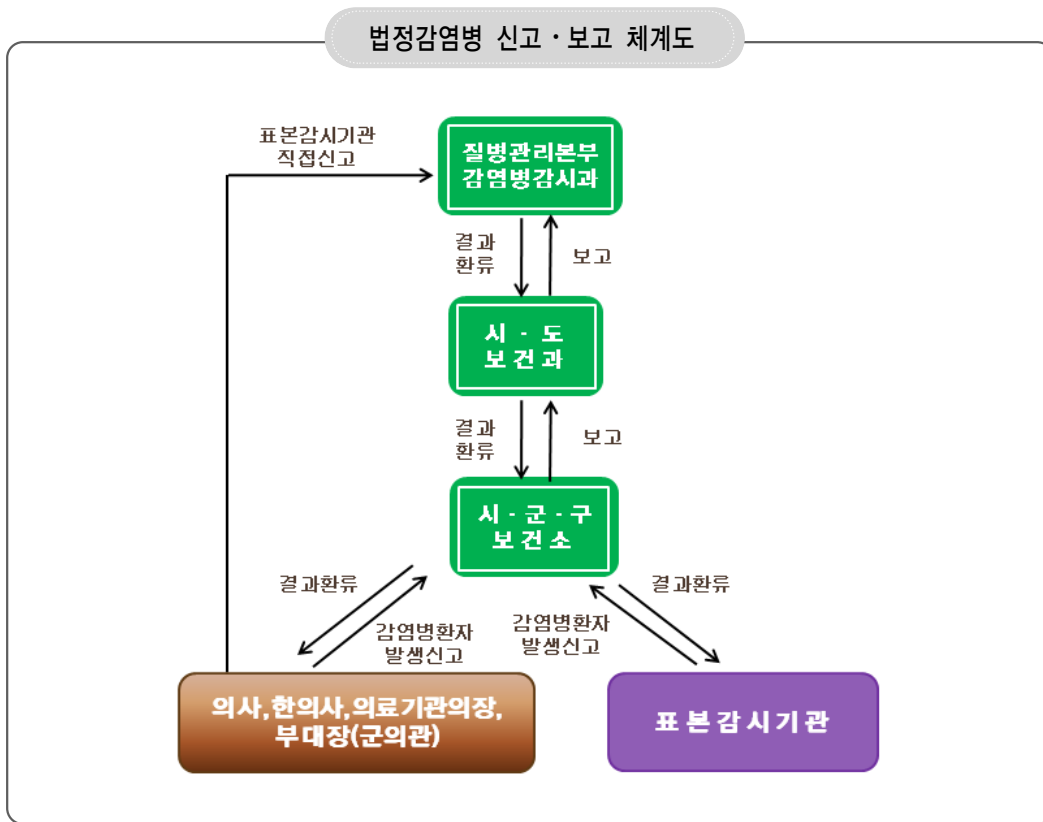 법정감염병 신고・보고 체계도
표본감시기관
직접신고
질병관리본부
감염병감시과
결과
환류
보고
시 - 도
보건과
결과
환류
보고
시 - 군 - 구
보건소
결과환류
감염병환자
발생신고
감염병환자
발생신고
결과환류
의사,한의사,의료기관의장,
부대장(군의관)
표본감시기관